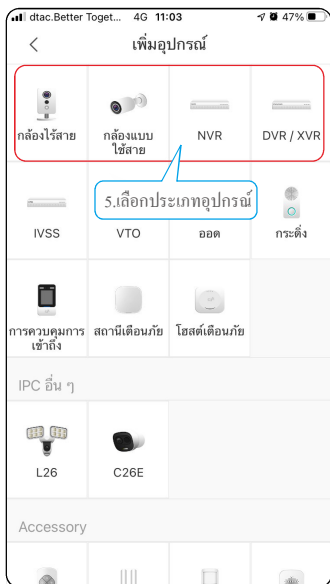 dtac.Better Toget... 4G 11:03 47%
เพิ่มอุปกรณ์
กล้องไร้สาย
กล้องแบบ
ใช้สาย
NVR
DVR / XVR
5.เลือกประเภทอุปกรณ์
IVSS
VTO
ออด
กระดิ่ง
การควบคุมการ
เข้าถึง
สถานีเตือนภัย
โฮสต์เตือนภัย
IPC อื่น ๆ
L26
C26E
Accessory